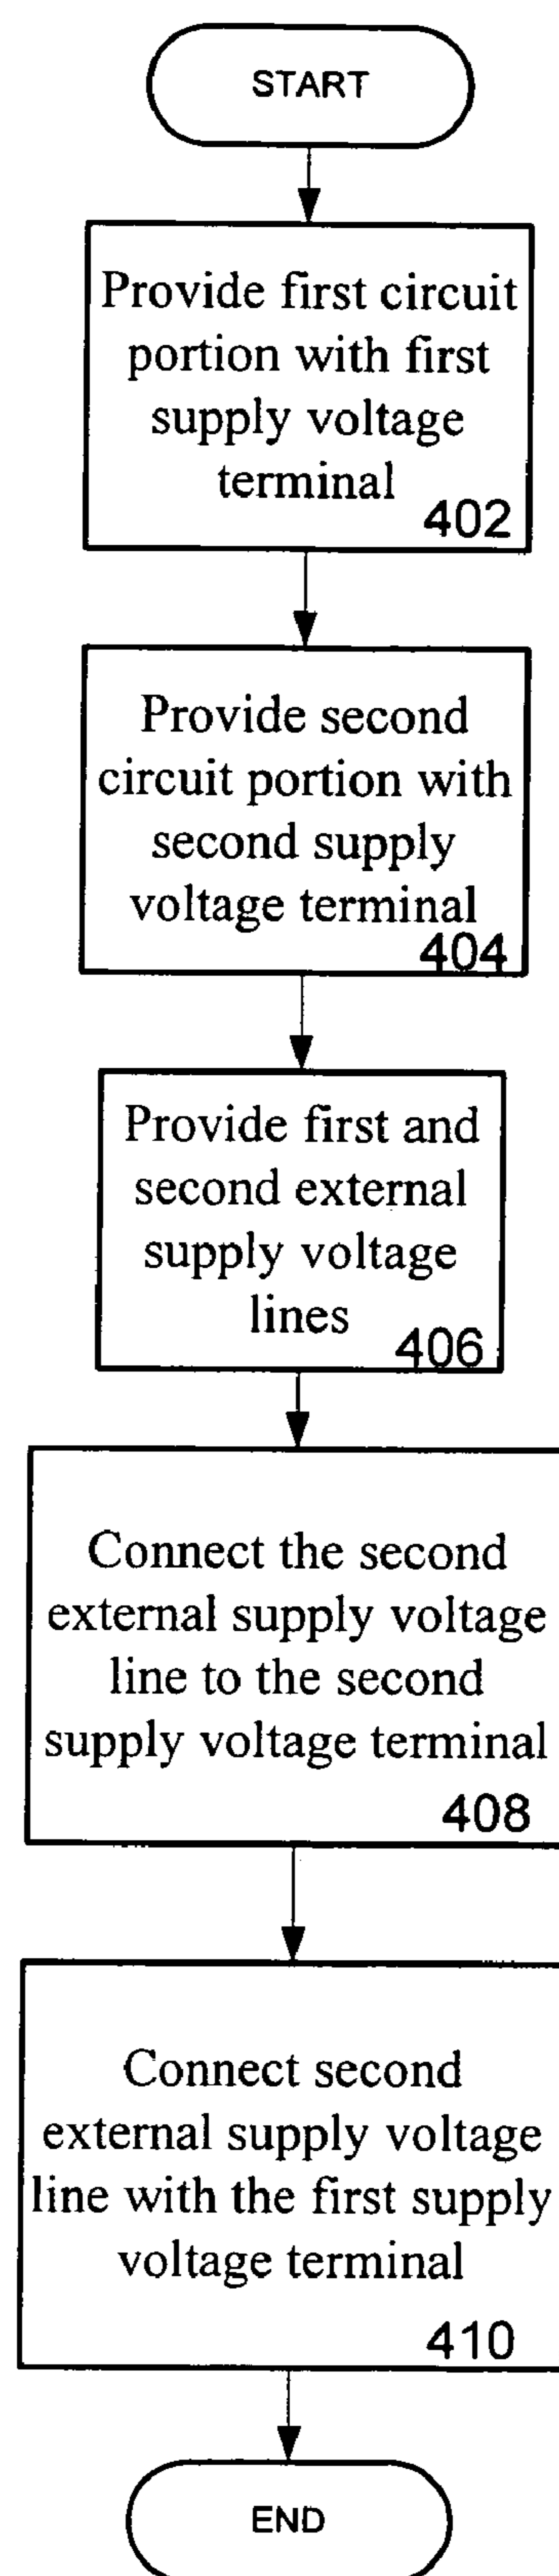 START
Provide first circuit
portion with first
supply voltage
terminal
402
Provide second
circuit portion with
second supply
voltage terminal
404
Provide first and
second external
supply voltage
lines
406
Connect the second
external supply voltage
line to the second
supply voltage terminal
408
Connect second
external supply voltage
line with the first supply
voltage terminal
410
END